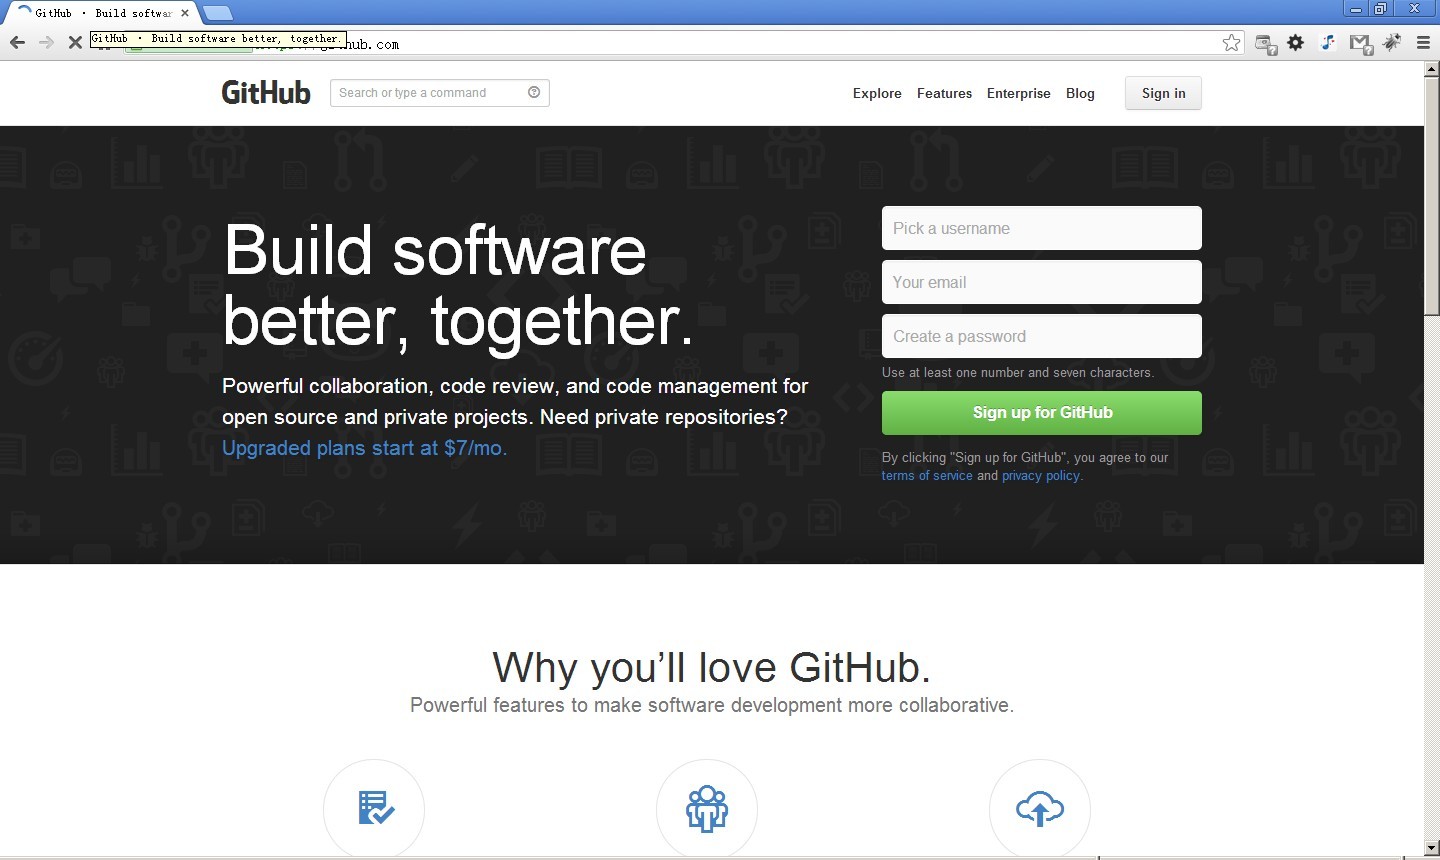 GitHub · Build softwar
GitHub · Build software better, together.
github.com
GitHub
Search or type a command
Explore Features Enterprise Blog Sign in
Build software
better, together.
Powerful collaboration, code review, and code management for
open source and private projects. Need private repositories?
Upgraded plans start at $7/mo.
Pick a username
Your email
Create a password
Use at least one number and seven characters.
Sign up for GitHub
By clicking "Sign up for GitHub", you agree to our
terms of service and privacy policy.
Why you’ll love GitHub.
Powerful features to make software development more collaborative.